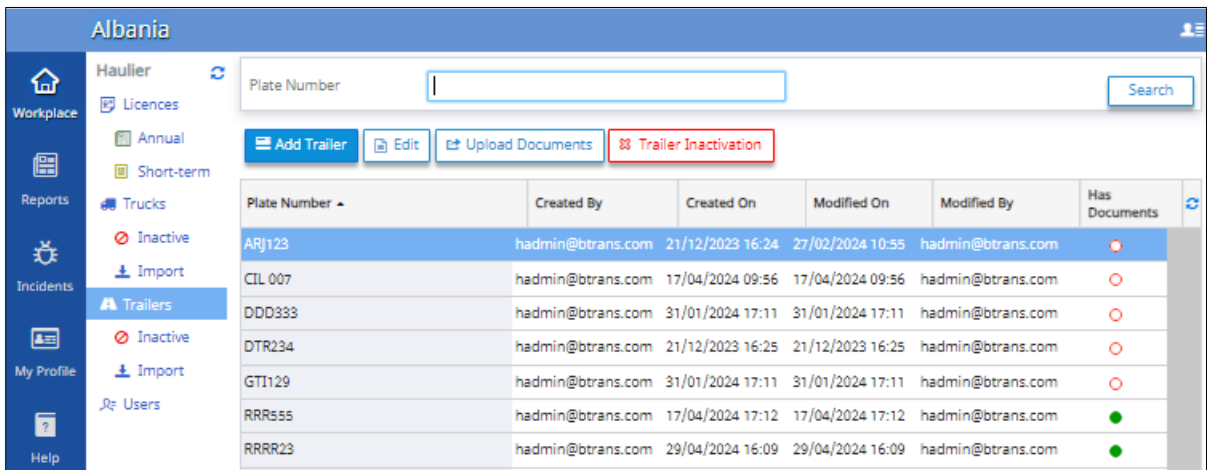 Albania
Workplace
Reports
Incidents
My Profile
Help
Haulier
Licences
Annual
Short-term
Trucks
Inactive
Import
Trailers
Inactive
Import
Users
Plate Number
Search
Add Trailer Edit Upload Documents Trailer Inactivation
Plate Number Created By Created On Modified On Modified By Has Documents
ARJ123 hadmin@btrans.com 21/12/2023 16:24 27/02/2024 10:55 hadmin@btrans.com
CIL 007 hadmin@btrans.com 17/04/2024 09:56 17/04/2024 09:56 hadmin@btrans.com
DDD333 hadmin@btrans.com 31/01/2024 17:11 31/01/2024 17:11 hadmin@btrans.com
DTR234 hadmin@btrans.com 21/12/2023 16:25 21/12/2023 16:25 hadmin@btrans.com
GTI129 hadmin@btrans.com 31/01/2024 17:11 31/01/2024 17:11 hadmin@btrans.com
RRR555 hadmin@btrans.com 17/04/2024 17:12 17/04/2024 17:12 hadmin@btrans.com
RRRR23 hadmin@btrans.com 29/04/2024 16:09 29/04/2024 16:09 hadmin@btrans.com